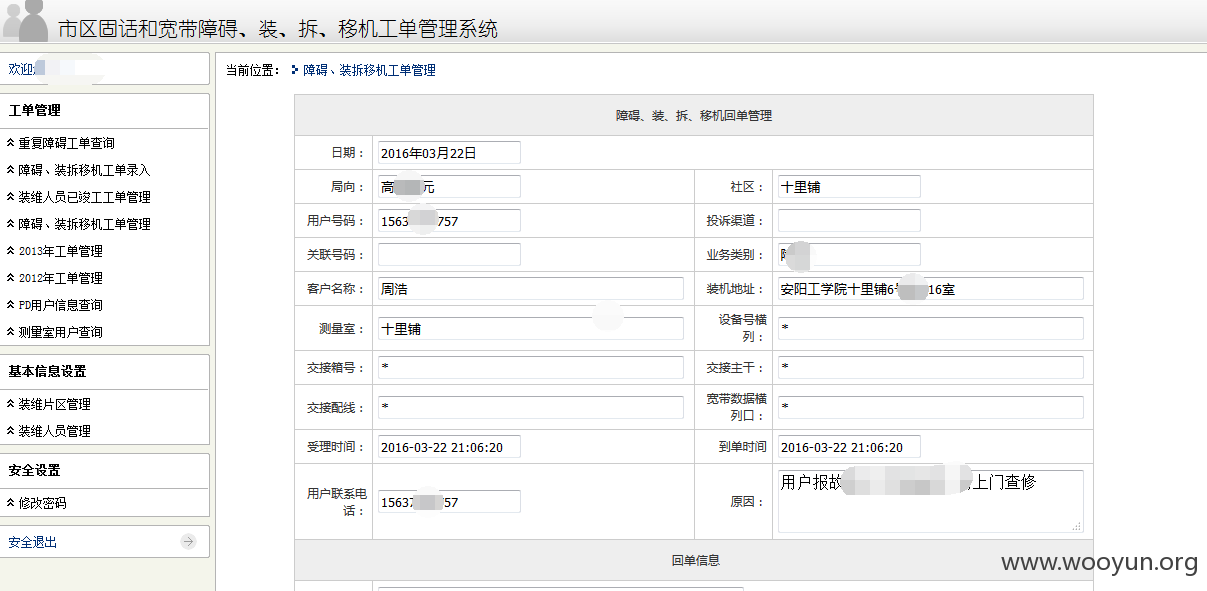 市区固话和宽带障碍、装、拆、移机工单管理系统
欢迎
当前位置： 障碍、装拆移机工单管理
工单管理
重复障碍工单查询
障碍、装拆移机工单录入
装维人员已竣工工单管理
障碍、装拆移机工单管理
2013年工单管理
2012年工单管理
PD用户信息查询
测量室用户查询
基本信息设置
装维片区管理
装维人员管理
安全设置
修改密码
安全退出
障碍、装、拆、移机回单管理
日期： 2016年03月22日
局向： 高 元 社区： 十里铺
用户号码： 1563 757 投诉渠道：
关联号码： 业务类别：
客户名称： 周浩 装机地址： 安阳工学院十里铺6 16室
测量室： 十里铺 设备号横列： *
交接箱号： * 交接主干： *
交接配线： * 宽带数据横列口： *
受理时间： 2016-03-22 21:06:20 到单时间 2016-03-22 21:06:20
用户联系电话： 1563 57 原因： 用户报故 上门查修
回单信息
www.wooyun.org